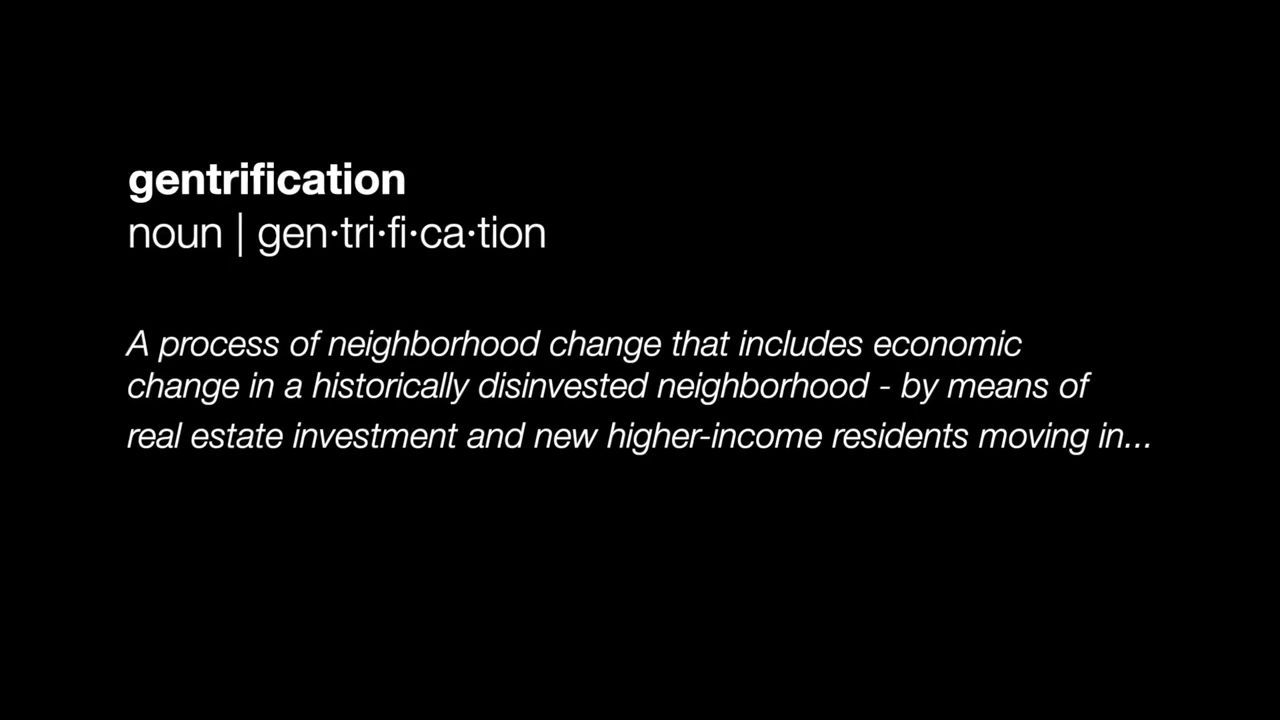 gentrification
noun | gen·tri·fi·ca·tion
A process of neighborhood change that includes economic
change in a historically disinvested neighborhood - by means of
real estate investment and new higher-income residents moving in...